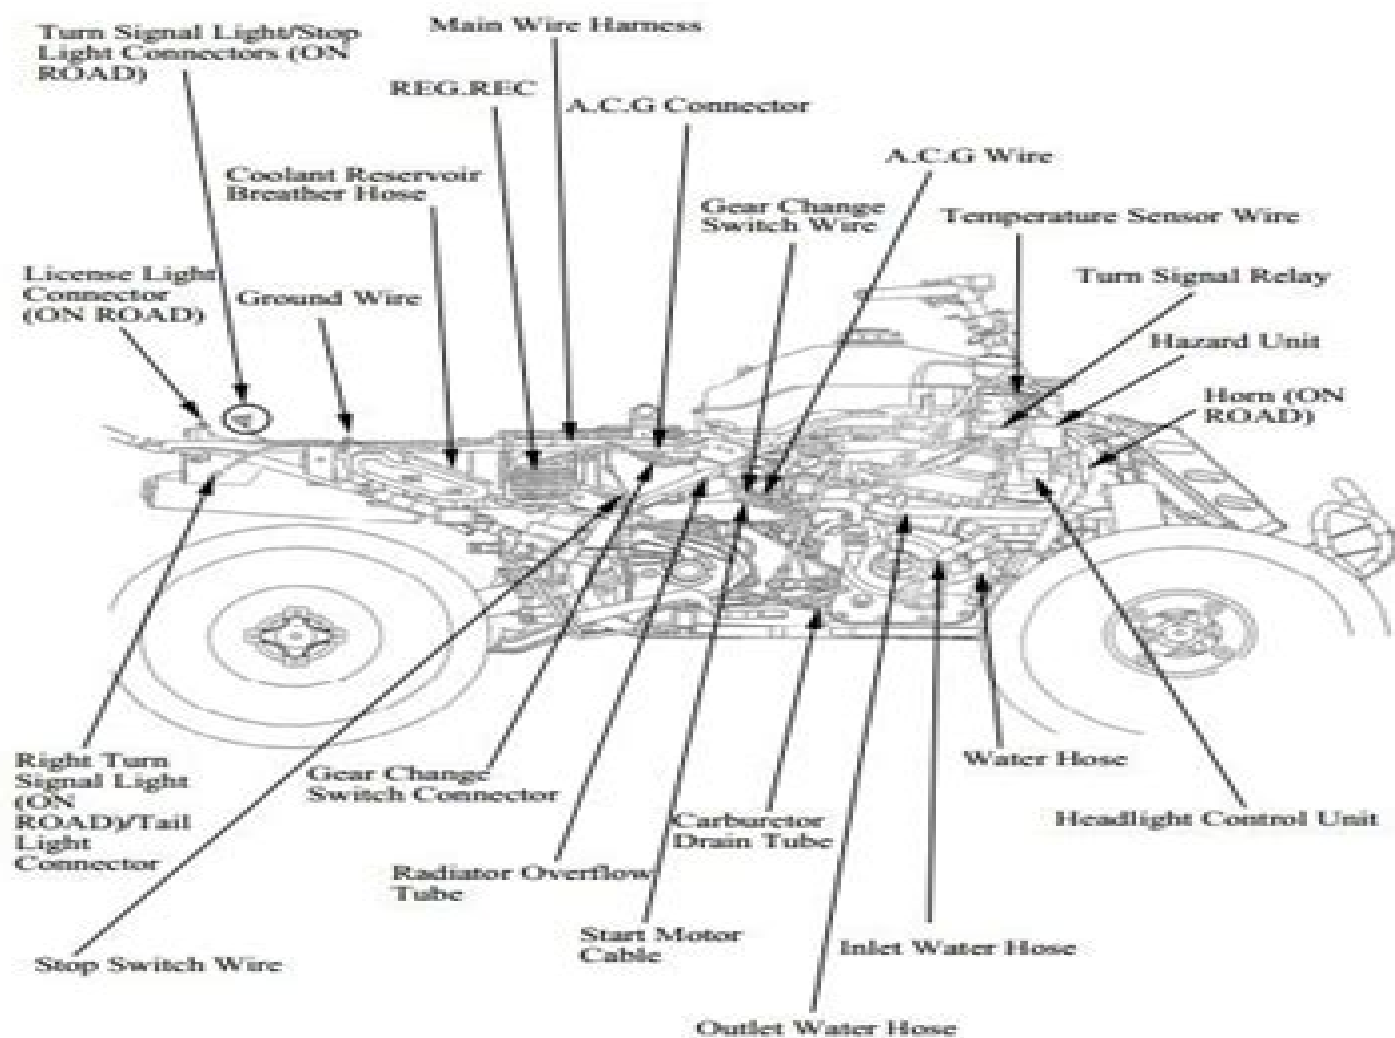 Turn Signal Light/Stop
Light Connectors (ON
ROAD)
Main Wire Harness
REG.REC
A.C.G Connector
A.C.G Wire
Coolant Reservoir
Breather Hose
Gear Change
Switch Wire
Temperature Sensor Wire
License Light
Connector
(ON ROAD)
Ground Wire
Turn Signal Relay
Hazard Unit
Horn (ON
ROAD)
Right Turn
Signal Light
(ON
ROAD)/Tail
Light
Connector
Gear Change
Switch Connector
Water Hose
Carburetor
Drain Tube
Headlight Control Unit
Radiator Overflow
Tube
Start Motor
Cable
Inlet Water Hose
Stop Switch Wire
Outlet Water Hose